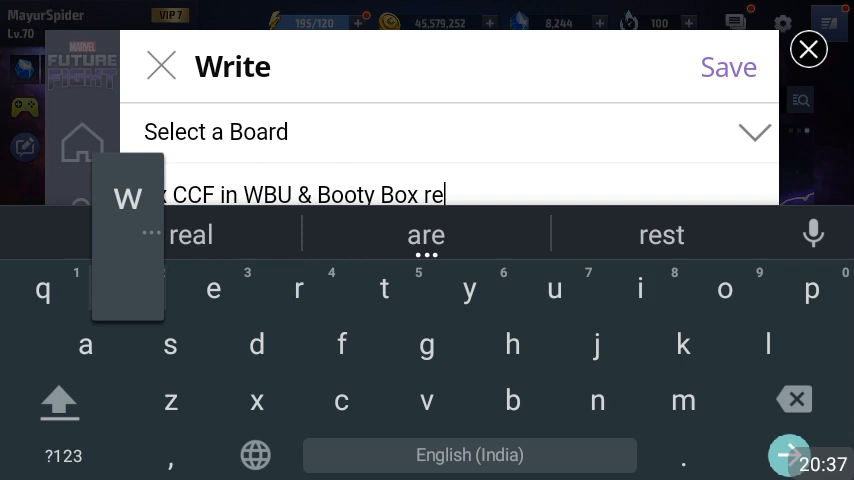 MayurSpider
VIP 7
195/120
45,579,252
8,244
100
Lv.70
MARVEL
FUTURE
FIGHT
Write
Save
Select a Board
x CCF in WBU & Booty Box re
real are rest
q 1 w e 3 r 4 t 5 y 6 u 7 i 8 o 9 p 0
a s d f g h j k l
z x c v b n m
?123 , English (India) .
20:37